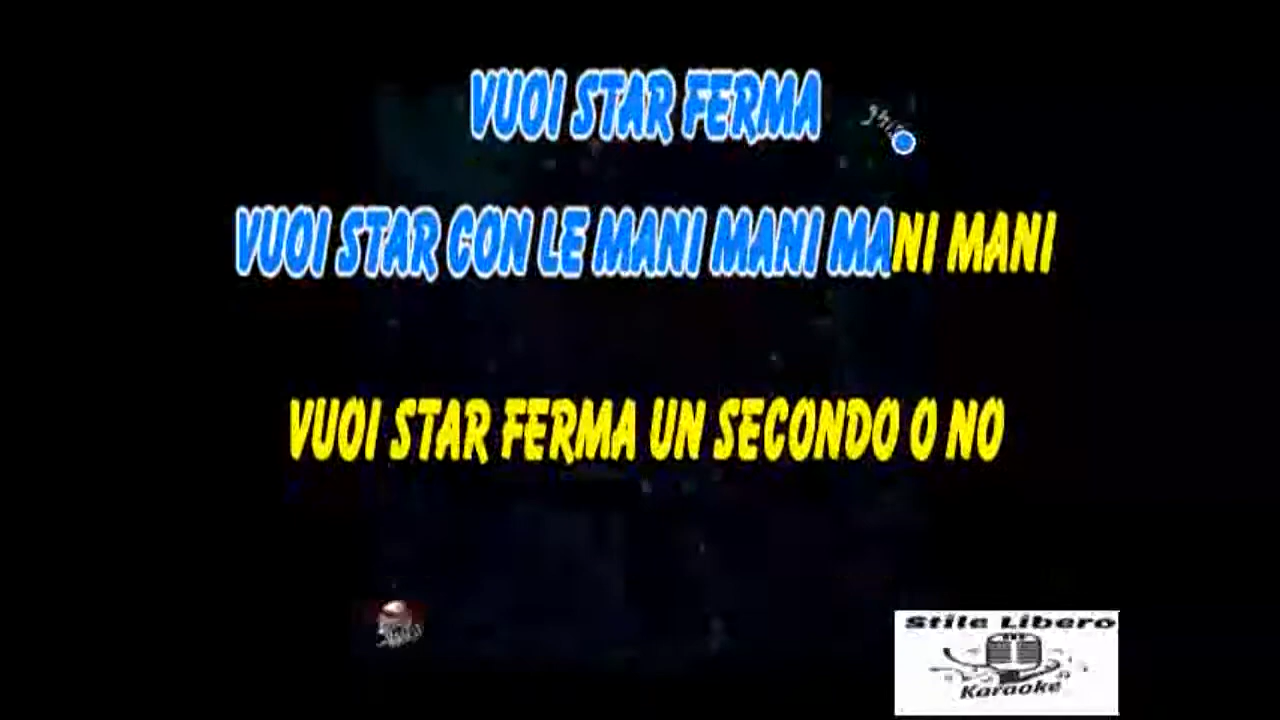 VUOI STAR FERMA
VUOI STAR CON LE MANI MANI MANI MANI
VUOI STAR FERMA UN SECONDO O NO
Stile Libero
Karaoke